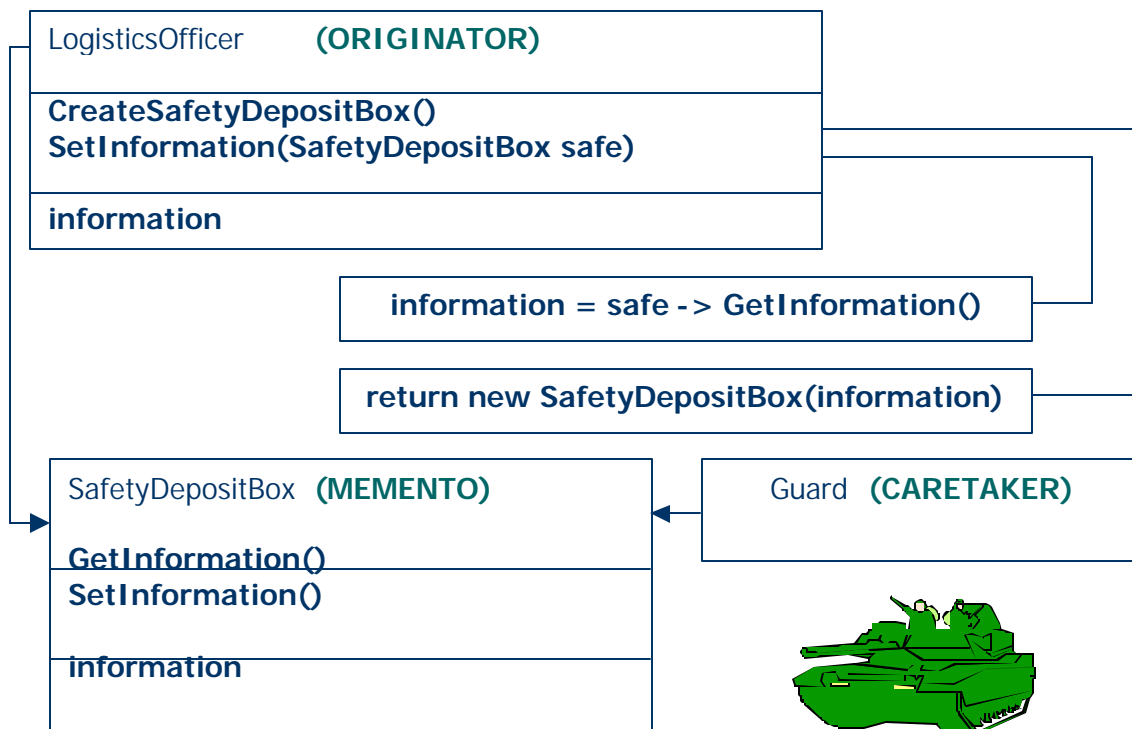 LogisticsOfficer (ORIGINATOR)
CreateSafetyDepositBox()
SetInformation(SafetyDepositBox safe)
information
information = safe -> GetInformation()
return new SafetyDepositBox(information)
SafetyDepositBox (MEMENTO)
GetInformation()
SetInformation()
information
Guard (CARETAKER)